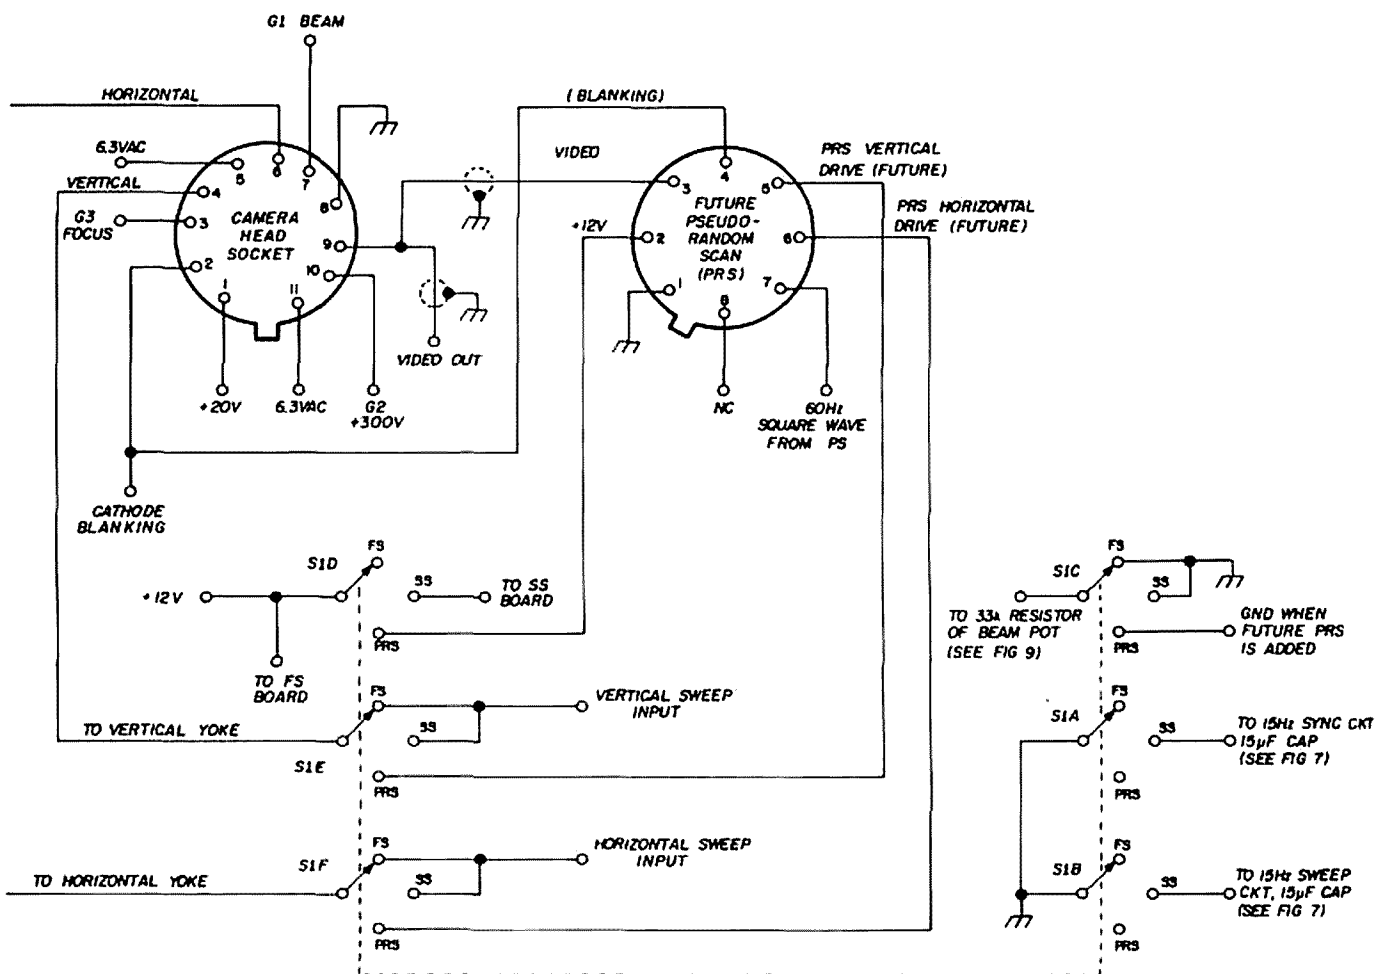 G1 BEAM
HORIZONTAL
(BLANKING)
6.3VAC
VERTICAL
G3
FOCUS
5
6
7
4
3
2
1
8
9
10
11
CAMERA
HEAD
SOCKET
VIDEO
+12V
3
4
5
2
6
1
8
7
FUTURE
PSEUDO-
RANDOM
SCAN
(PRS)
PRS VERTICAL
DRIVE (FUTURE)
PRS HORIZONTAL
DRIVE (FUTURE)
VIDEO OUT
+20V
6.3VAC
G2
+300V
NC
60Hz
SQUARE WAVE
FROM PS
CATHODE
BLANKING
S1D
FS
SS
TO SS
BOARD
+12V
PRS
TO FS
BOARD
FS
VERTICAL SWEEP
INPUT
TO VERTICAL YOKE
SS
S1E
PRS
FS
HORIZONTAL SWEEP
INPUT
S1F
SS
TO HORIZONTAL YOKE
PRS
FS
S1C
SS
TO 33k RESISTOR
OF BEAM POT
(SEE FIG 9)
PRS
GND WHEN
FUTURE PRS
IS ADDED
FS
S1A
SS
TO 15Hz SYNC CKT
15µF CAP
(SEE FIG 7)
PRS
FS
S1B
SS
TO 15Hz SWEEP
CKT, 15µF CAP
(SEE FIG 7)
PRS